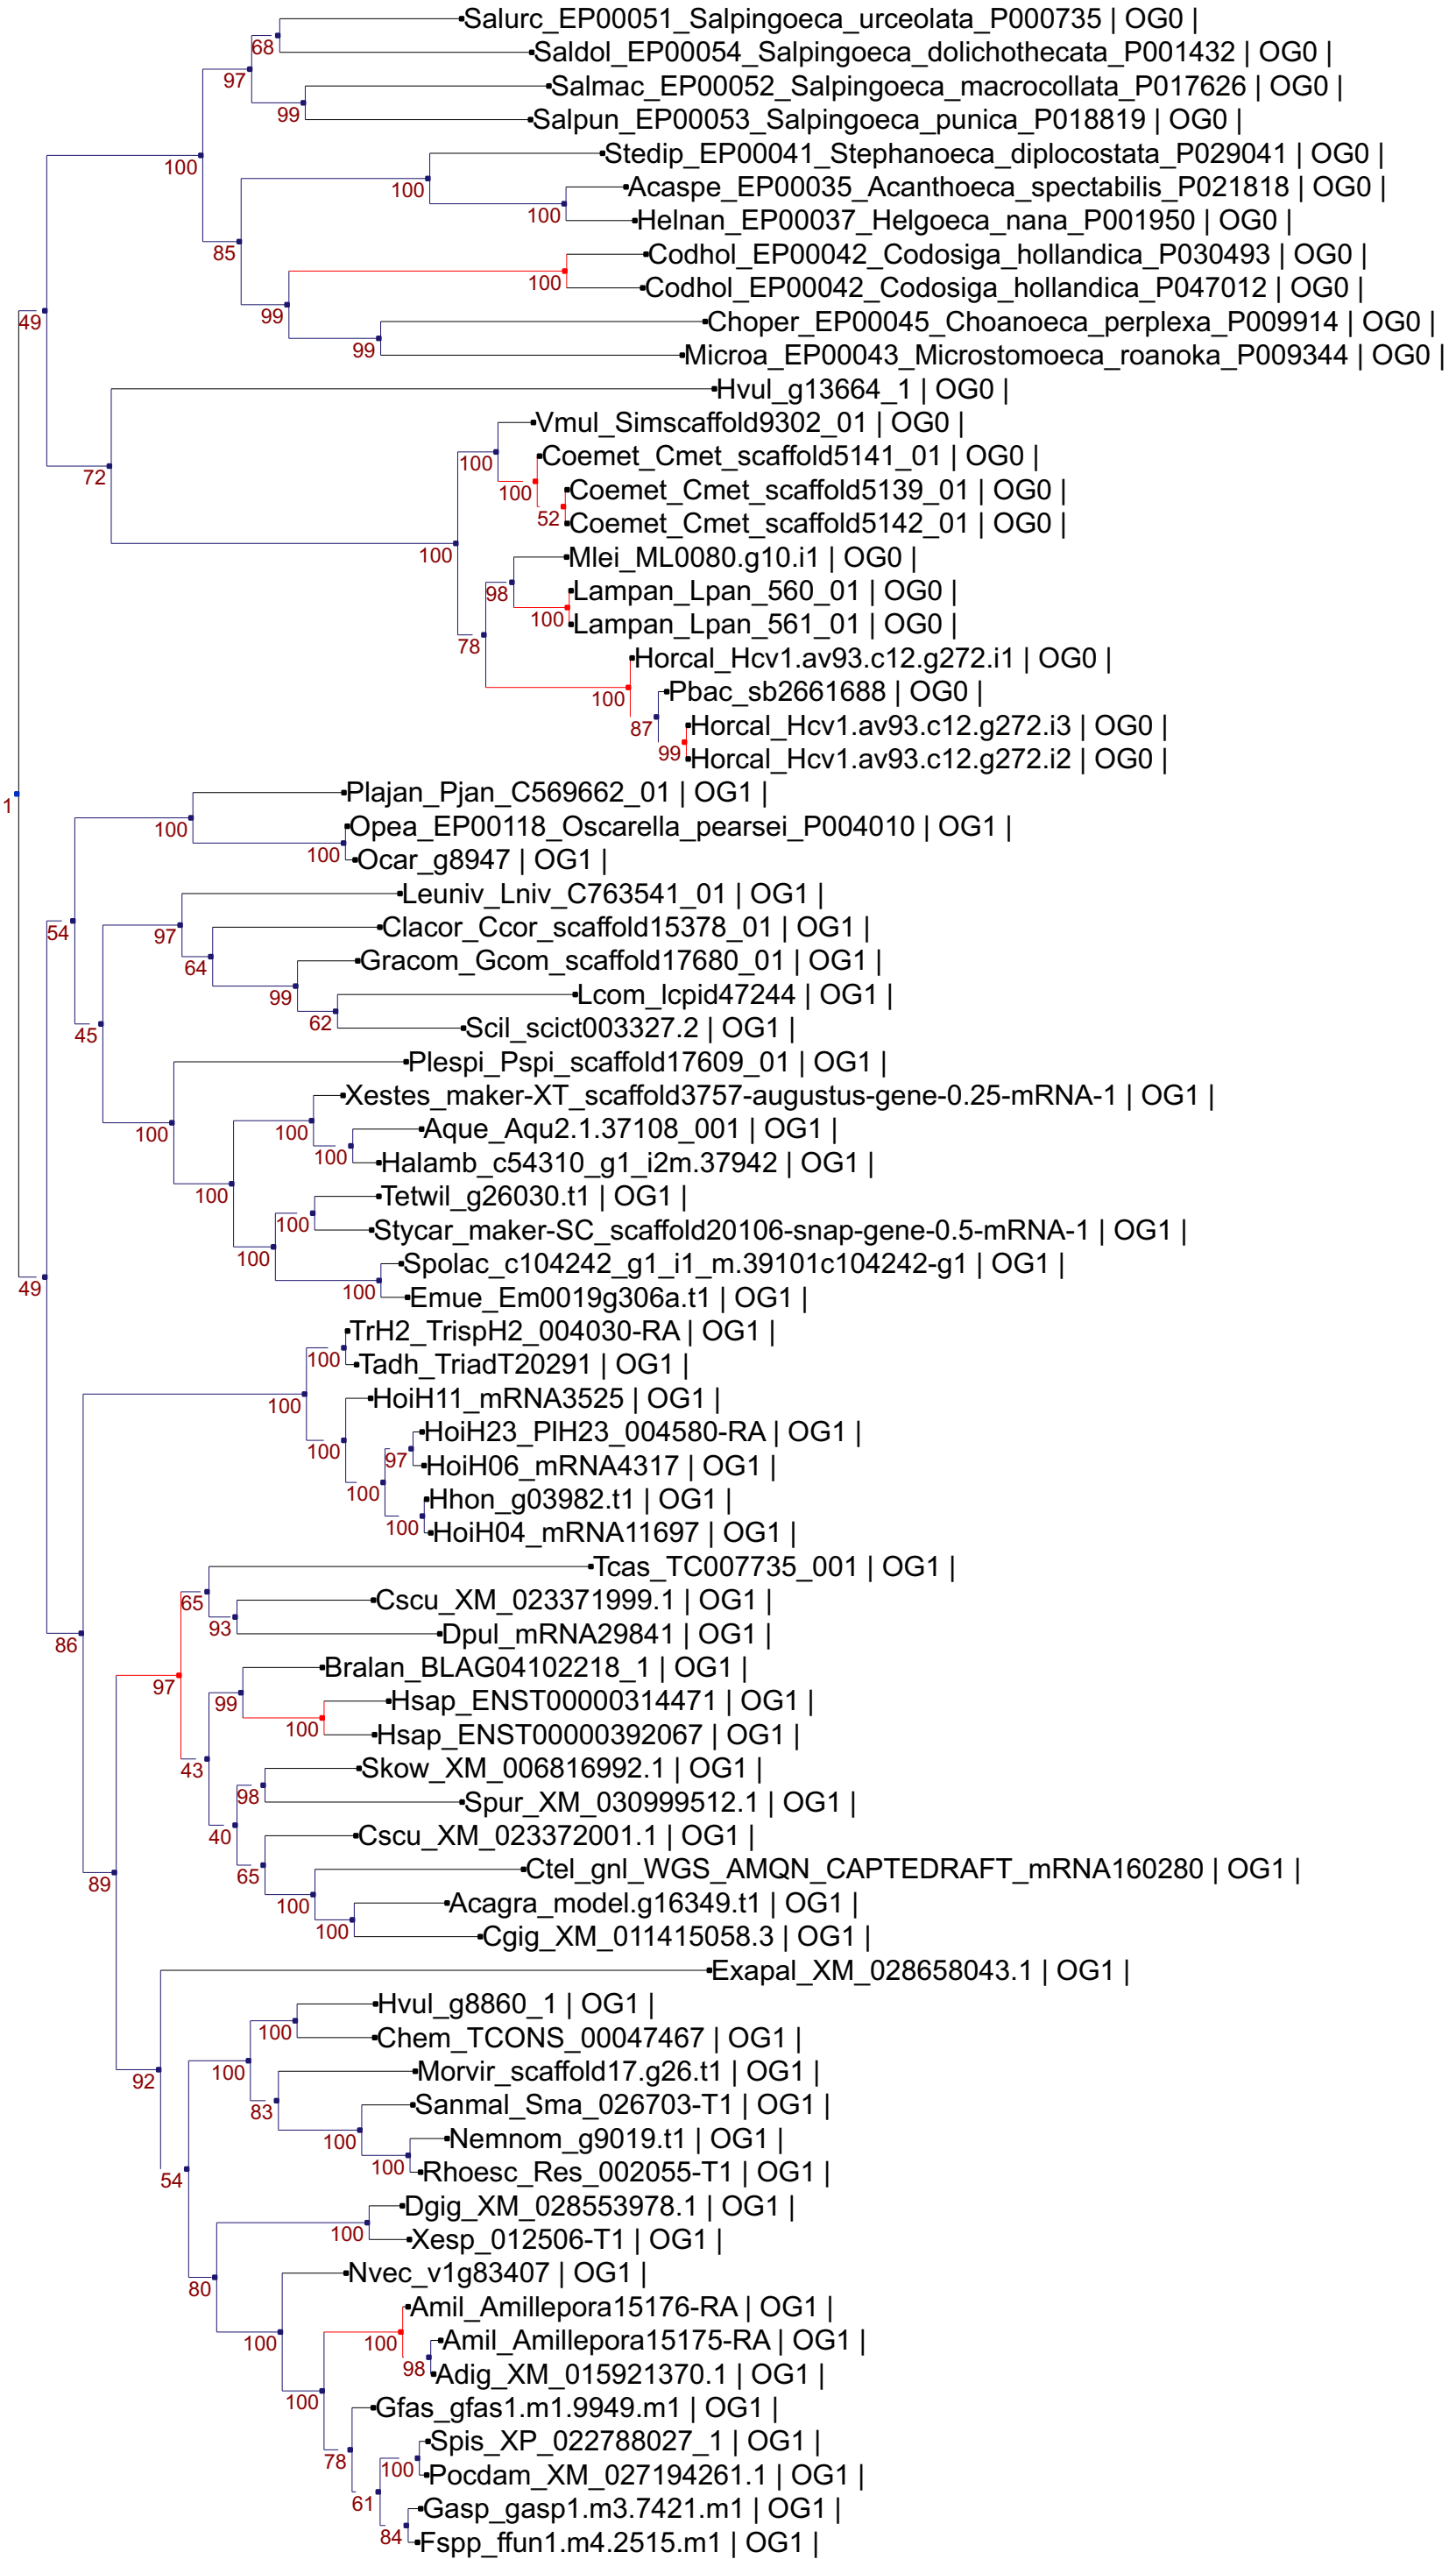 Salurc_EP00051_Salpingoeca_urceolata_P000735 | OG0 |
68
Saldol_EP00054_Salpingoeca_dolichothecata_P001432 | OG0 |
97
Salmac_EP00052_Salpingoeca_macrocollata_P017626 | OG0 |
99
Salpun_EP00053_Salpingoeca_punica_P018819 | OG0 |
100
Stedip_EP00041_Stephanoeca_diplocostata_P029041 | OG0 |
100
Acaspe_EP00035_Acanthoeca_spectabilis_P021818 | OG0 |
100
Helnan_EP00037_Helgoeca_nana_P001950 | OG0 |
85
Codhol_EP00042_Codosiga_hollandica_P030493 | OG0 |
100
Codhol_EP00042_Codosiga_hollandica_P047012 | OG0 |
99
49
Choper_EP00045_Choanoeca_perplexa_P009914 | OG0 |
99
Microa_EP00043_Microstomoeca_roanoka_P009344 | OG0 |
Hvul_g13664_1 | OG0 |
Vmul_Simscaffold9302_01 | OG0 |
100
Coemet_Cmet_scaffold5141_01 | OG0 |
72
100
Coemet_Cmet_scaffold5139_01 | OG0 |
52
Coemet_Cmet_scaffold5142_01 | OG0 |
100
Mlei_ML0080.g10.i1 | OG0 |
98
Lampan_Lpan_560_01 | OG0 |
100
Lampan_Lpan_561_01 | OG0 |
78
Horcal_Hcv1.av93.c12.g272.i1 | OG0 |
100
Pbac_sb2661688 | OG0 |
87
Horcal_Hcv1.av93.c12.g272.i3 | OG0 |
99
Horcal_Hcv1.av93.c12.g272.i2 | OG0 |
Plajan_Pjan_C569662_01 | OG1 |
1
100
Opea_EP00118_Oscarella_pearsei_P004010 | OG1 |
100
Ocar_g8947 | OG1 |
Leuniv_Lniv_C763541_01 | OG1 |
54
97
Clacor_Ccor_scaffold15378_01 | OG1 |
64
Gracom_Gcom_scaffold17680_01 | OG1 |
99
Lcom_lcpid47244 | OG1 |
62
Scil_scict003327.2 | OG1 |
45
Plespi_Pspi_scaffold17609_01 | OG1 |
Xestes_maker-XT_scaffold3757-augustus-gene-0.25-mRNA-1 | OG1 |
100
100
Aque_Aqu2.1.37108_001 | OG1 |
100
Halamb_c54310_g1_i2m.37942 | OG1 |
100
Tetwil_g26030.t1 | OG1 |
100
Stycar_maker-SC_scaffold20106-snap-gene-0.5-mRNA-1 | OG1 |
100
Spolac_c104242_g1_i1_m.39101c104242-g1 | OG1 |
49
100
Emue_Em0019g306a.t1 | OG1 |
TrH2_TrispH2_004030-RA | OG1 |
100
Tadh_TriadT20291 | OG1 |
100
HoiH11_mRNA3525 | OG1 |
HoiH23_PlH23_004580-RA | OG1 |
100
97
HoiH06_mRNA4317 | OG1 |
100
Hhon_g03982.t1 | OG1 |
100
HoiH04_mRNA11697 | OG1 |
Tcas_TC007735_001 | OG1 |
65
Cscu_XM_023371999.1 | OG1 |
93
86
Dpul_mRNA29841 | OG1 |
Bralan_BLAG04102218_1 | OG1 |
97
99
Hsap_ENST00000314471 | OG1 |
100
Hsap_ENST00000392067 | OG1 |
43
Skow_XM_006816992.1 | OG1 |
98
Spur_XM_030999512.1 | OG1 |
40
Cscu_XM_023372001.1 | OG1 |
65
Ctel_gnl_WGS_AMQN_CAPTEDRAFT_mRNA160280 | OG1 |
89
100
Acagra_model.g16349.t1 | OG1 |
100
Cgig_XM_011415058.3 | OG1 |
Exapal_XM_028658043.1 | OG1 |
Hvul_g8860_1 | OG1 |
100
Chem_TCONS_00047467 | OG1 |
100
Morvir_scaffold17.g26.t1 | OG1 |
92
83
Sanmal_Sma_026703-T1 | OG1 |
100
Nemnom_g9019.t1 | OG1 |
100
Rhoesc_Res_002055-T1 | OG1 |
54
Dgig_XM_028553978.1 | OG1 |
100
Xesp_012506-T1 | OG1 |
Nvec_v1g83407 | OG1 |
80
Amil_Amillepora15176-RA | OG1 |
100
100
Amil_Amillepora15175-RA | OG1 |
98
Adig_XM_015921370.1 | OG1 |
100
Gfas_gfas1.m1.9949.m1 | OG1 |
Spis_XP_022788027_1 | OG1 |
78
100
Pocdam_XM_027194261.1 | OG1 |
61
Gasp_gasp1.m3.7421.m1 | OG1 |
84
Fspp_ffun1.m4.2515.m1 | OG1 |